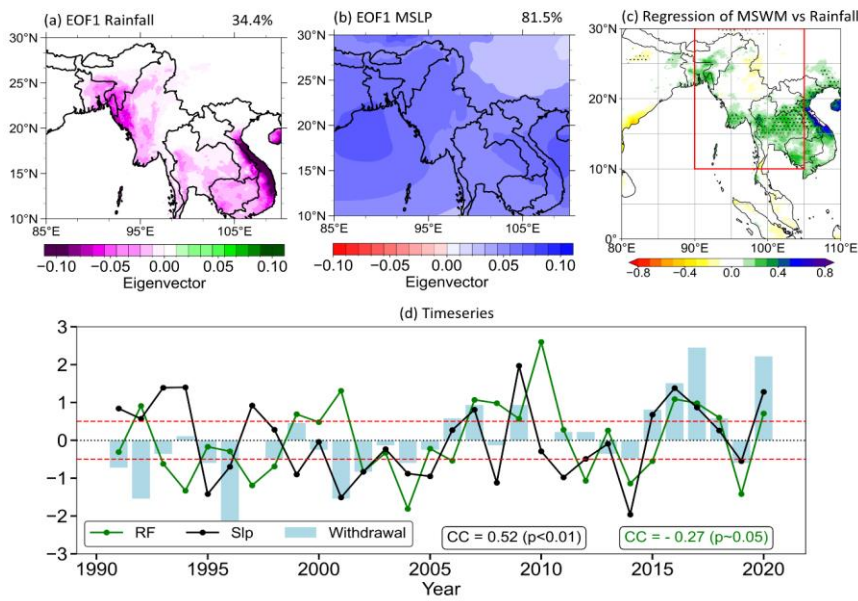 (a) EOF1 Rainfall 34.4%
(b) EOF1 MSLP 81.5%
(c) Regression of MSWM vs Rainfall
30°N
25°N
20°N
15°N
10°N
85°E 95°E 105°E
−0.10 −0.05 0.00 0.05 0.10
Eigenvector
30°N
25°N
20°N
15°N
10°N
85°E 95°E 105°E
−0.10 −0.05 0.00 0.05 0.10
Eigenvector
30°N
20°N
10°N
0°
80°E 90°E 100°E 110°E
−0.8 −0.4 0.0 0.4 0.8
(d) Timeseries
3
2
1
0
−1
−2
−3
RF Slp Withdrawal
CC = 0.52 (p<0.01)
CC = - 0.27 (p~0.05)
1990 1995 2000 2005 2010 2015 2020
Year